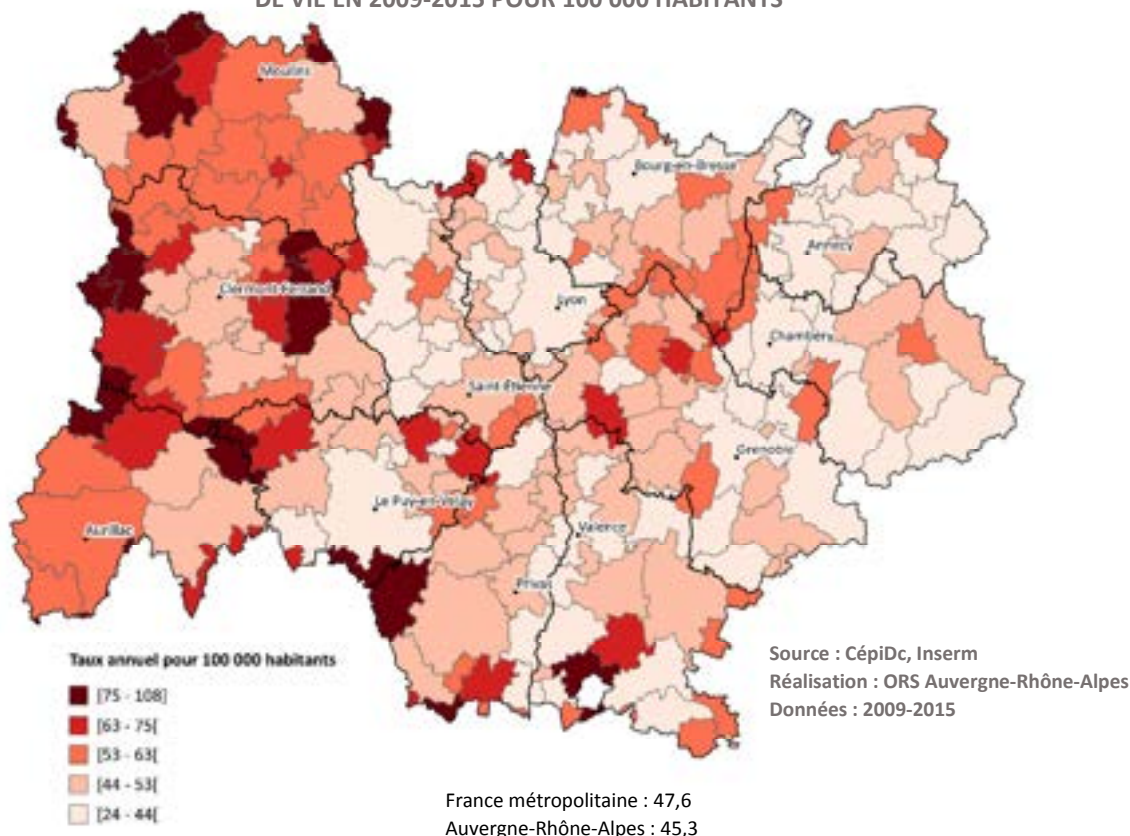 DE VIE EN 2009-2015 POUR 100 000 HABITANTS
Moulins
Bourg-en-Bresse
Annecy
Clermont-Ferrand
Lyon
Chambéry
Saint-Étienne
Grenoble
Le Puy-en-Velay
Aurillac
Valence
Privas
Taux annuel pour 100 000 habitants
[75 - 108]
[63 - 75[
[53 - 63[
[44 - 53[
[24 - 44[
Source : CépiDc, Inserm
Réalisation : ORS Auvergne-Rhône-Alpes
Données : 2009-2015
France métropolitaine : 47,6
Auvergne-Rhône-Alpes : 45,3